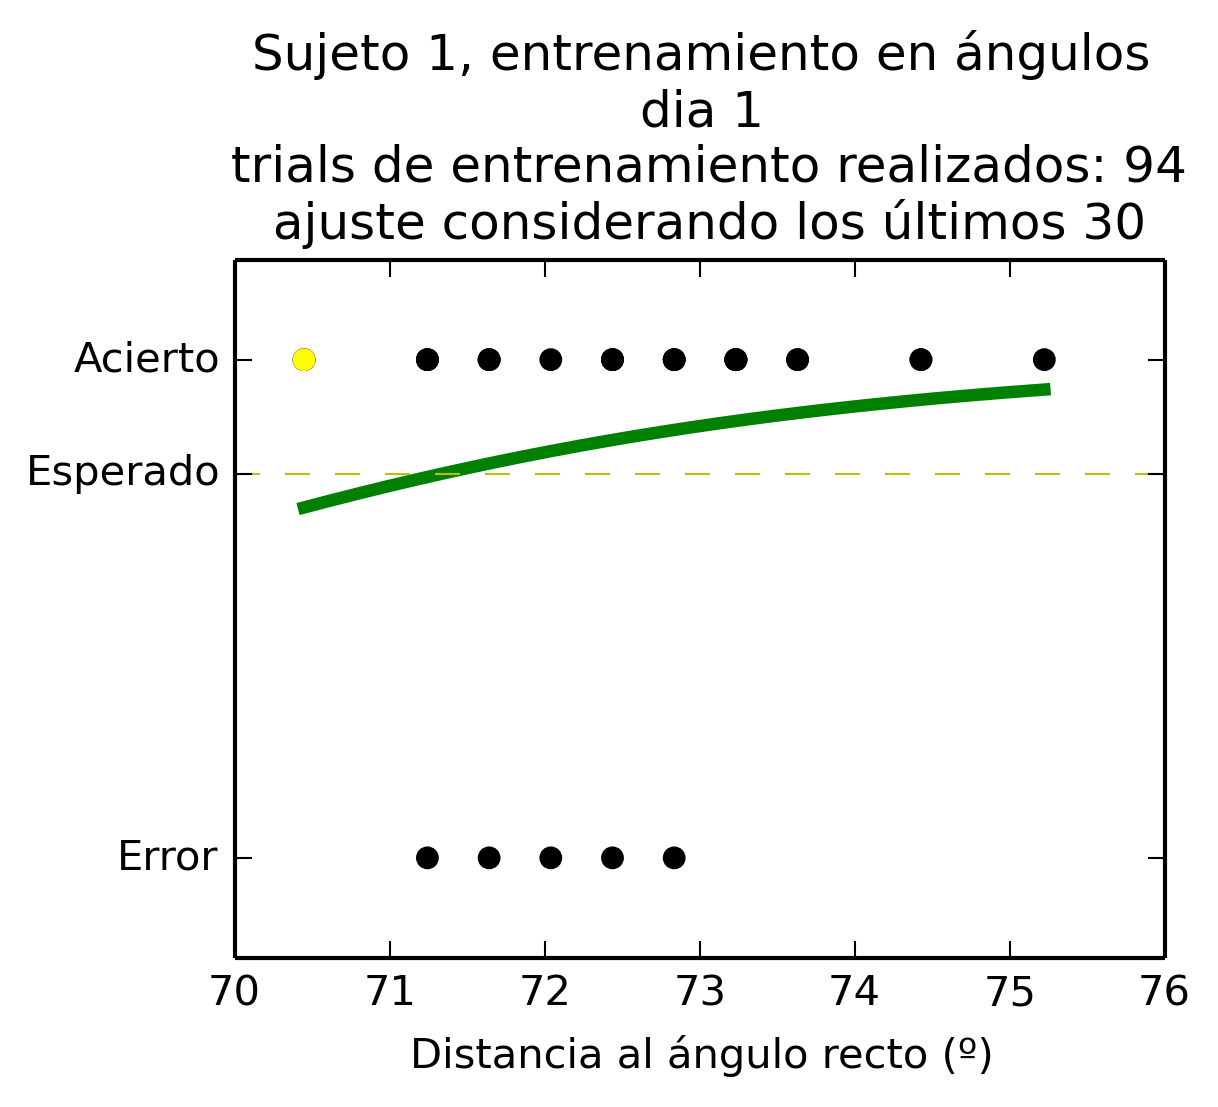 Sujeto 1, entrenamiento en ángulos
dia 1
trials de entrenamiento realizados: 94
ajuste considerando los últimos 30
Acierto
Esperado
Error
70 71 72 73 74 75 76
Distancia al ángulo recto (º)